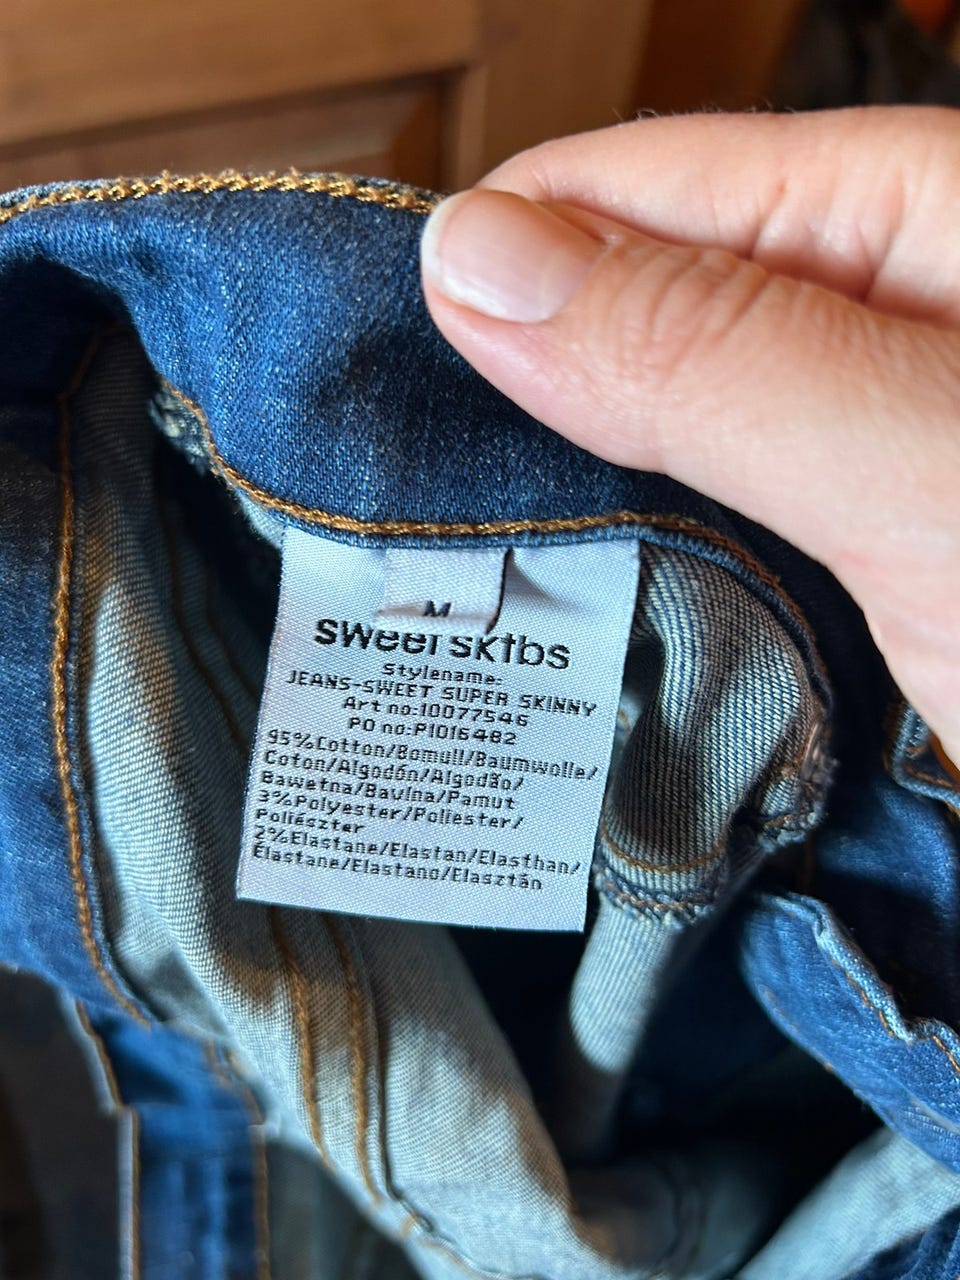 M
sweet sktbs
Stylename:
JEANS-SWEET SUPER SKINNY
Art no:10077546
PO no:P1016482
95%Cotton/Bomull/Baumwolle/
Coton/Algodón/Algodão/
Bawełna/Bavlna/Pamut
3%Polyester/Poliester/
Poliészter
2%Elastane/Elastan/Elasthan/
Élastane/Elastano/Elasztán